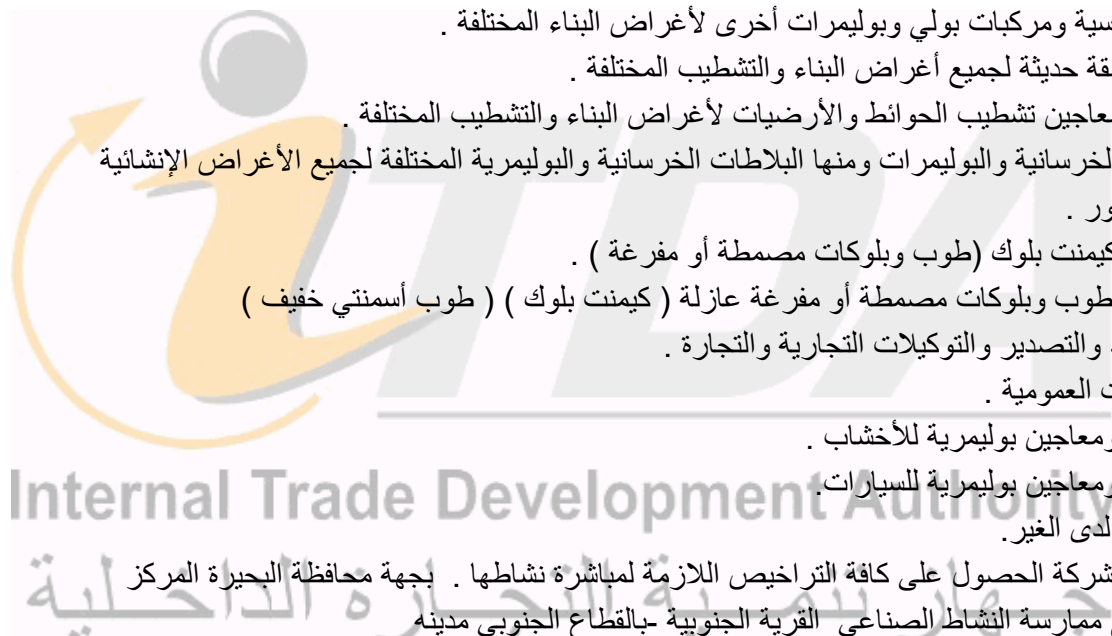 سية ومركبات بولي وبوليمرات أخرى لأغراض البناء المختلفة .
قة حديثة لجميع أغراض البناء والتشطيب المختلفة .
معاجين تشطيب الحوائط والأرضيات لأغراض البناء والتشطيب المختلفة .
لخرسانية والبوليمرات ومنها البلاطات الخرسانية والبوليمرية المختلفة لجميع الأغراض الإنشائية
ور .
كيمنت بلوك (طوب وبلوكات مصمطة أو مفرغة ) .
طوب وبلوكات مصمطة أو مفرغة عازلة ( كيمنت بلوك ) ( طوب أسمنتي خفيف )
والتصدير والتوكيلات التجارية والتجارة .
ت العمومية .
ومعاجين بوليمرية للأخشاب .
ومعاجين بوليمرية للسيارات.
لدى الغير.
شركة الحصول على كافة التراخيص اللازمة لمباشرة نشاطها . بجهة محافظة البحيرة المركز
ممارسة النشاط الصناعي القرية الجنوبية -بالقطاع الجنوبي مدينه
iTDA
Internal Trade Development Authority
جهاز تنمية التجارة الداخلية